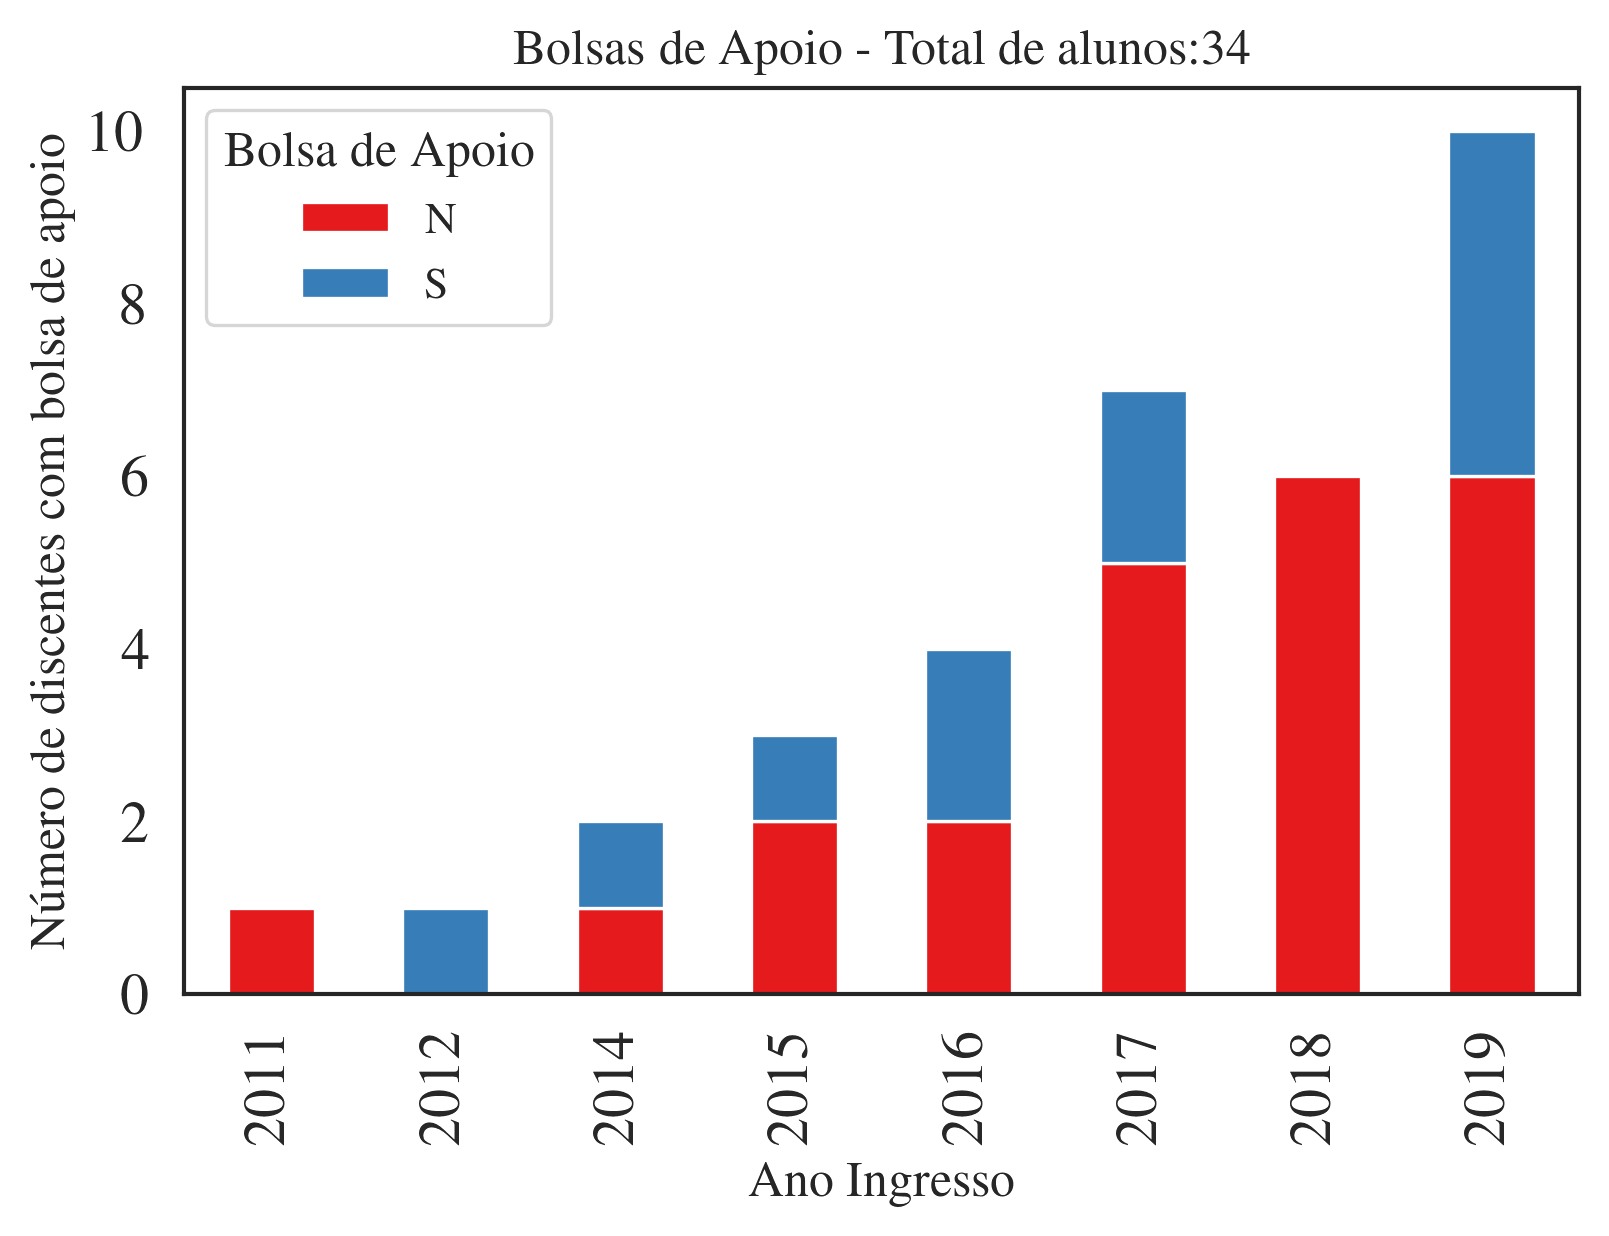 Bolsas de Apoio - Total de alunos:34
Bolsa de Apoio
N
S
Número de discentes com bolsa de apoio
10
8
6
4
2
0
2011
2012
2014
2015
2016
2017
2018
2019
Ano Ingresso